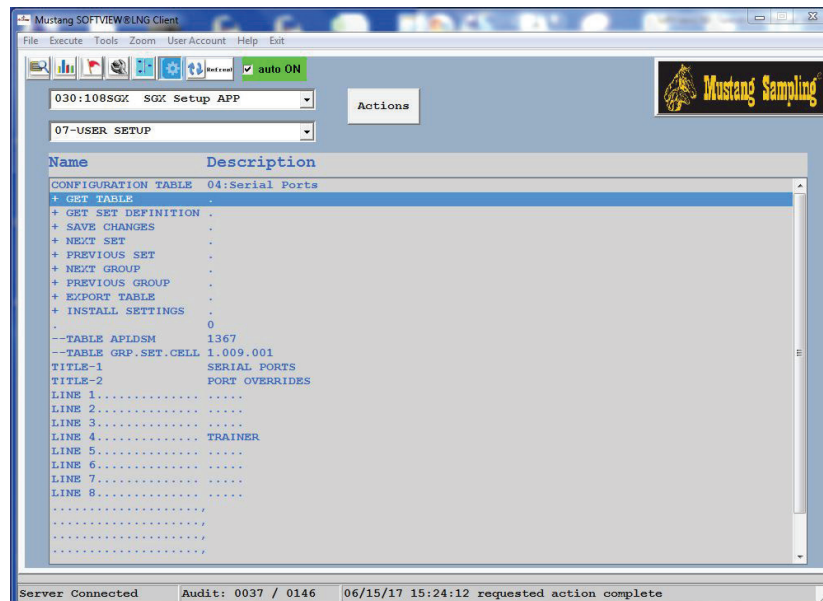 Mustang SOFTVIEW®LNG Client
File Execute Tools Zoom User Account Help Exit
auto ON
030:108SGX SGX Setup APP
Actions
Mustang Sampling
07-USER SETUP
Name Description
CONFIGURATION TABLE 04:Serial Ports
+ GET TABLE .
+ GET SET DEFINITION .
+ SAVE CHANGES .
+ NEXT SET .
+ PREVIOUS SET .
+ NEXT GROUP .
+ PREVIOUS GROUP .
+ EXPORT TABLE .
+ INSTALL SETTINGS .
. 0
--TABLE APLDSM 1367
--TABLE GRP.SET.CELL 1.009.001
TITLE-1 SERIAL PORTS
TITLE-2 PORT OVERRIDES
LINE 1.............. .....
LINE 2.............. .....
LINE 3.............. .....
LINE 4.............. TRAINER
LINE 5.............. .....
LINE 6.............. .....
LINE 7.............. .....
LINE 8.............. .....
....................,
....................,
....................,
....................,
Server Connected Audit: 0037 / 0146 06/15/17 15:24:12 requested action complete